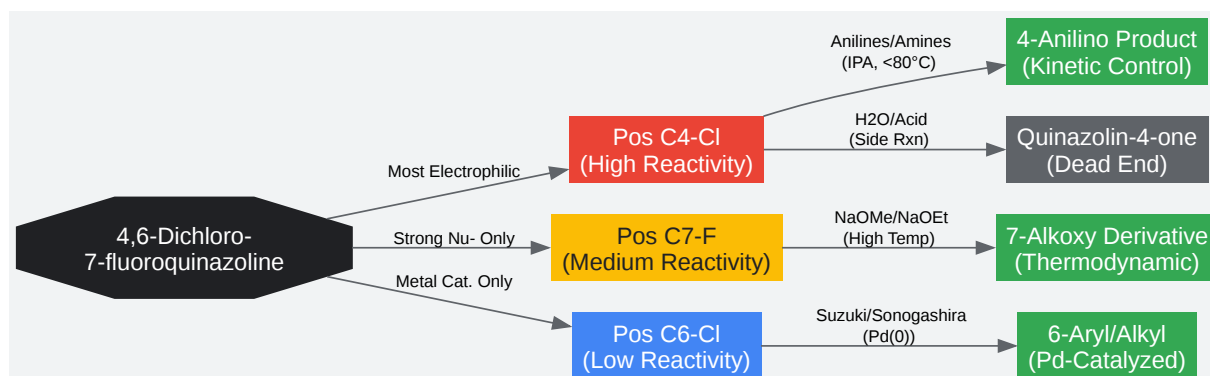 4,6-Dichloro-
7-fluoroquinazoline
Most Electrophilic
Strong Nu- Only
Metal Cat. Only
Pos C4-Cl
(High Reactivity)
Pos C7-F
(Medium Reactivity)
Pos C6-Cl
(Low Reactivity)
Anilines/Amines
(IPA, <80°C)
H2O/Acid
(Side Rxn)
NaOMe/NaOEt
(High Temp)
Suzuki/Sonogashira
(Pd(0))
4-Anilino Product
(Kinetic Control)
Quinazolin-4-one
(Dead End)
7-Alkoxy Derivative
(Thermodynamic)
6-Aryl/Alkyl
(Pd-Catalyzed)